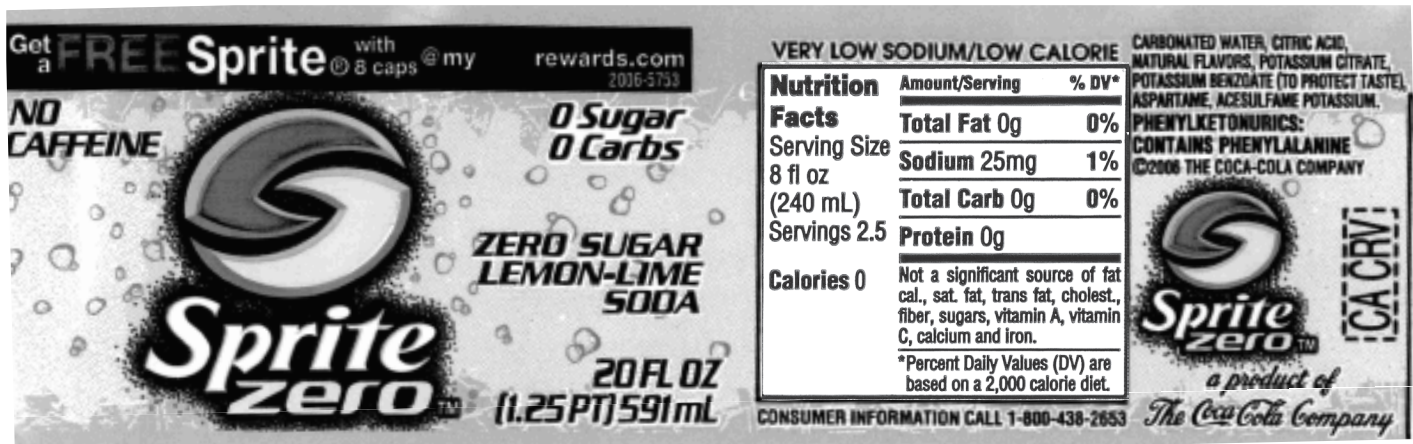 Get a FREE Sprite® with 8 caps @my rewards.com
2006-5753
NO
CAFFEINE
0 Sugar
0 Carbs
ZERO SUGAR
LEMON-LIME
SODA
Sprite
zero™
20 FL OZ
(1.25 PT) 591 mL
VERY LOW SODIUM/LOW CALORIE
Nutrition
Facts
Serving Size
8 fl oz
(240 mL)
Servings 2.5
Calories 0
Amount/Serving % DV*
Total Fat 0g 0%
Sodium 25mg 1%
Total Carb 0g 0%
Protein 0g
Not a significant source of fat
cal., sat. fat, trans fat, cholest.,
fiber, sugars, vitamin A, vitamin
C, calcium and iron.
*Percent Daily Values (DV) are
based on a 2,000 calorie diet.
CONSUMER INFORMATION CALL 1-800-438-2653
CARBONATED WATER, CITRIC ACID,
NATURAL FLAVORS, POTASSIUM CITRATE,
POTASSIUM BENZOATE (TO PROTECT TASTE),
ASPARTAME, ACESULFAME POTASSIUM.
PHENYLKETONURICS:
CONTAINS PHENYLALANINE
©2006 THE COCA-COLA COMPANY
CA CRV
Sprite
zero™
a product of
The Coca-Cola Company